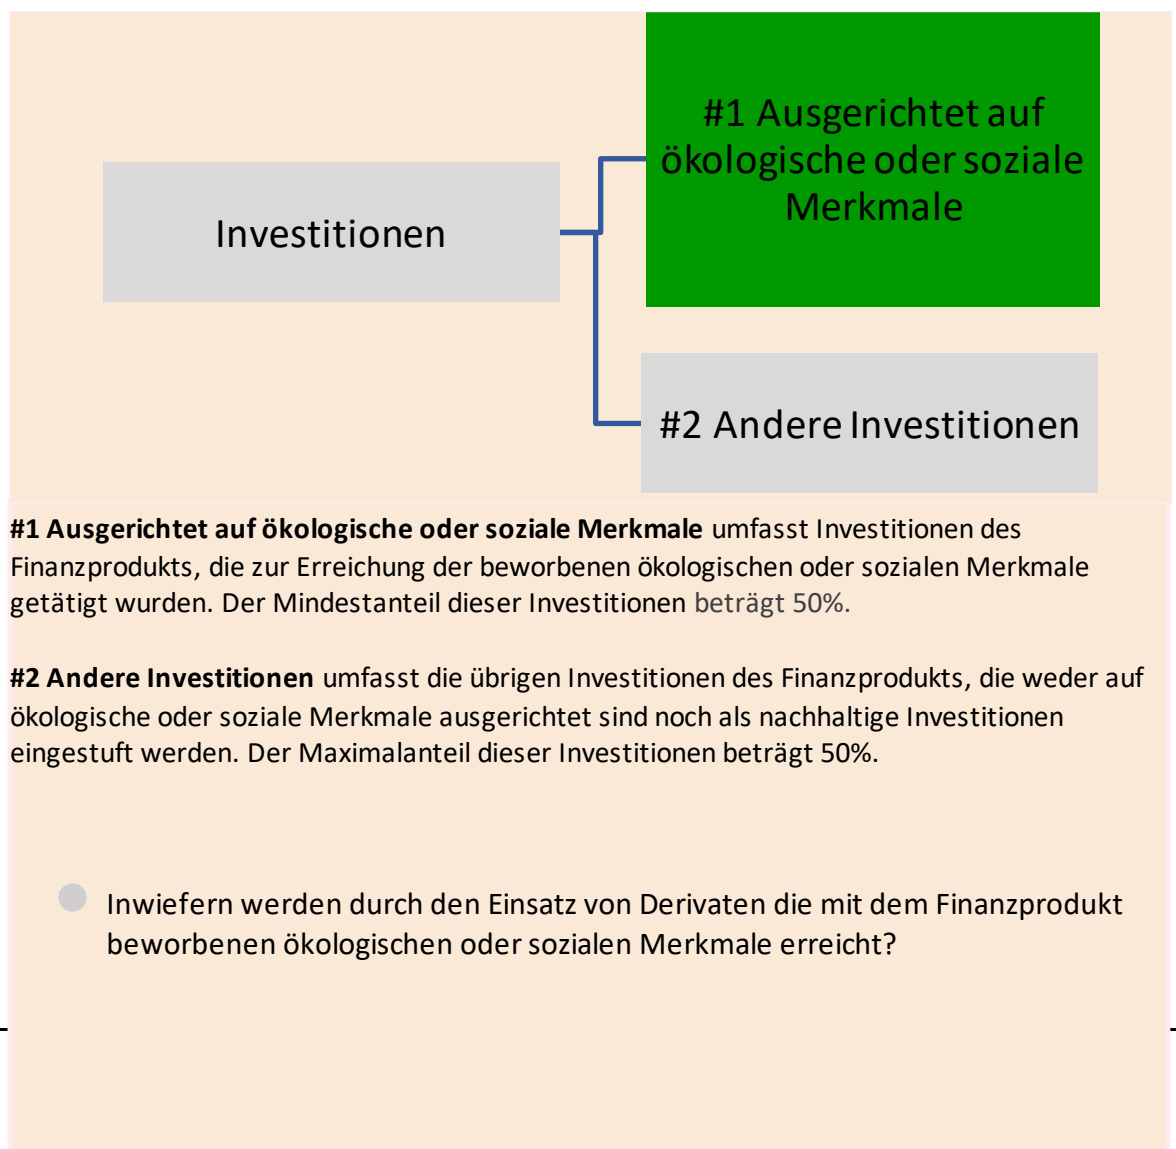 #1 Ausgerichtet auf
ökologische oder soziale
Merkmale
Investitionen
#2 Andere Investitionen
#1 Ausgerichtet auf ökologische oder soziale Merkmale umfasst Investitionen des
Finanzprodukts, die zur Erreichung der beworbenen ökologischen oder sozialen Merkmale
getätigt wurden. Der Mindestanteil dieser Investitionen beträgt 50%.
#2 Andere Investitionen umfasst die übrigen Investitionen des Finanzprodukts, die weder auf
ökologische oder soziale Merkmale ausgerichtet sind noch als nachhaltige Investitionen
eingestuft werden. Der Maximalanteil dieser Investitionen beträgt 50%.
Inwiefern werden durch den Einsatz von Derivaten die mit dem Finanzprodukt
beworbenen ökologischen oder sozialen Merkmale erreicht?